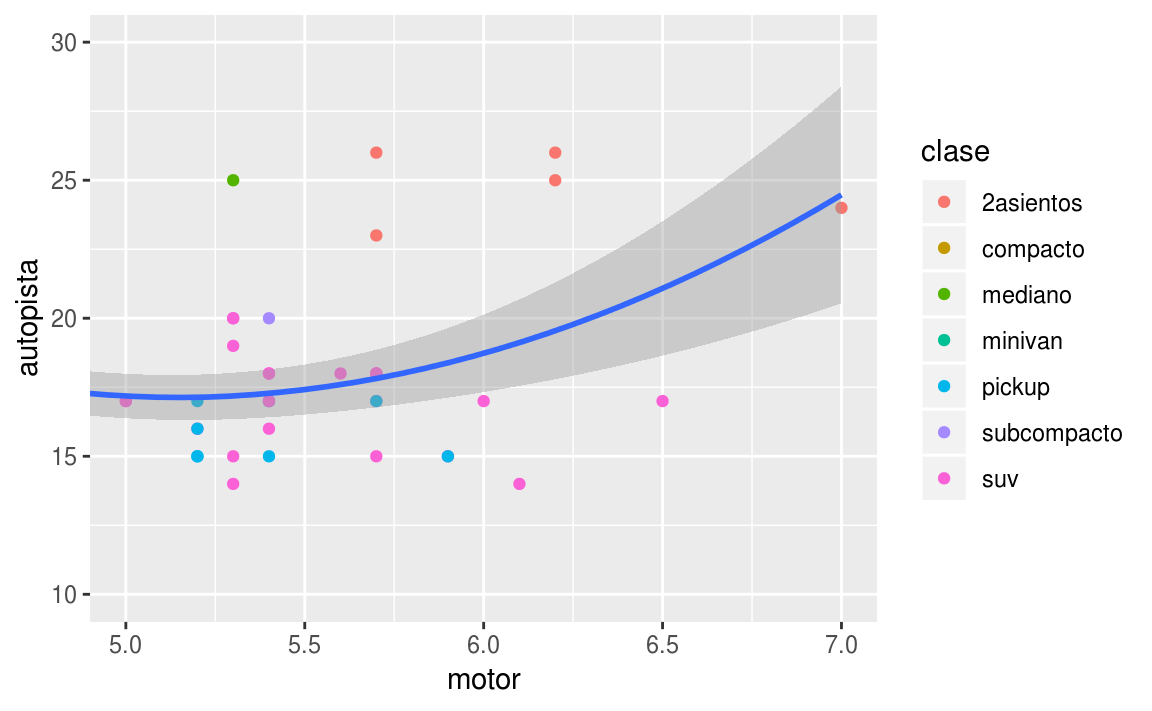 30
25
20
15
10
autopista
5.0 5.5 6.0 6.5 7.0
motor
clase
2asientos
compacto
mediano
minivan
pickup
subcompacto
suv